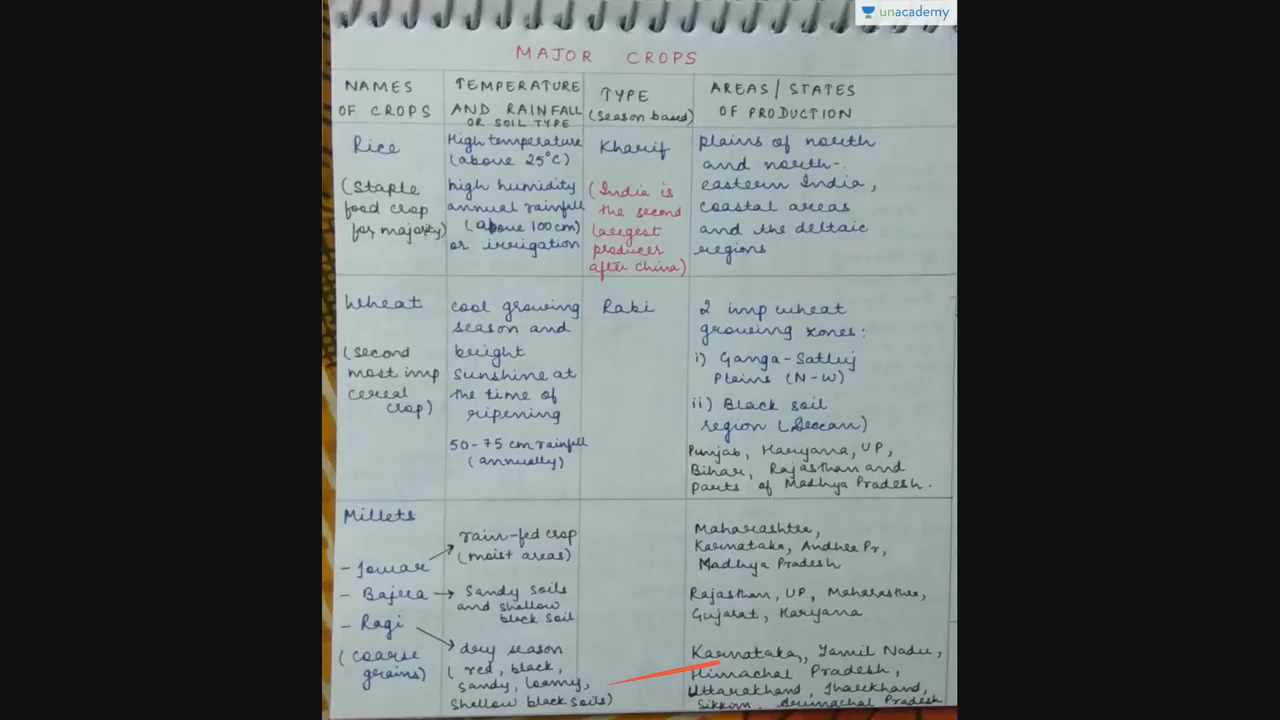 unacademy
MAJOR CROPS
NAMES
OF CROPS
TEMPERATURE
AND RAINFALL
OR SOIL TYPE
TYPE
(season based)
AREAS/STATES
OF PRODUCTION
Rice
(Staple
food crop
for majority)
High temperature
(above 25°C)
high humidity
annual rainfall
(above 100 cm)
or irrigation
Kharif
(India is
the second
largest
producer
after china)
plains of north
and north-
eastern India,
coastal areas
and the deltaic
regions
Wheat
(second
most imp
cereal
crop)
cool growing
season and
bright
sunshine at
the time of
ripening
50-75 cm rainfall
(annually)
Rabi
2 imp wheat
growing zones:
i) Ganga-Satluj
Plains (N-W)
ii) Black soil
region (Deccan)
Punjab, Haryana, UP,
Bihar, Rajasthan and
parts of Madhya Pradesh.
Millets
- Jowar
- Bajra
- Ragi
(coarse
grains)
rain-fed crop
(moist areas)
Sandy soils
and shallow
black soil
dry season
(red, black,
sandy, loamy,
shallow black soils)
Maharashtra,
Karnataka, Andhra Pr,
Madhya Pradesh
Rajasthan, UP, Maharasthra,
Gujarat, Haryana
Karnataka, Tamil Nadu,
Himachal Pradesh,
Uttarakhand, Jharkhand,
Sikkim, Arunachal Pradesh